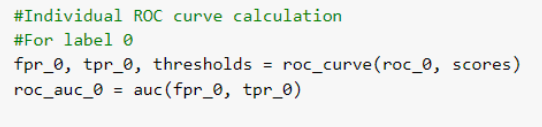 #Individual ROC curve calculation
#For label 0
fpr_0, tpr_0, thresholds = roc_curve(roc_0, scores)
roc_auc_0 = auc(fpr_0, tpr_0)